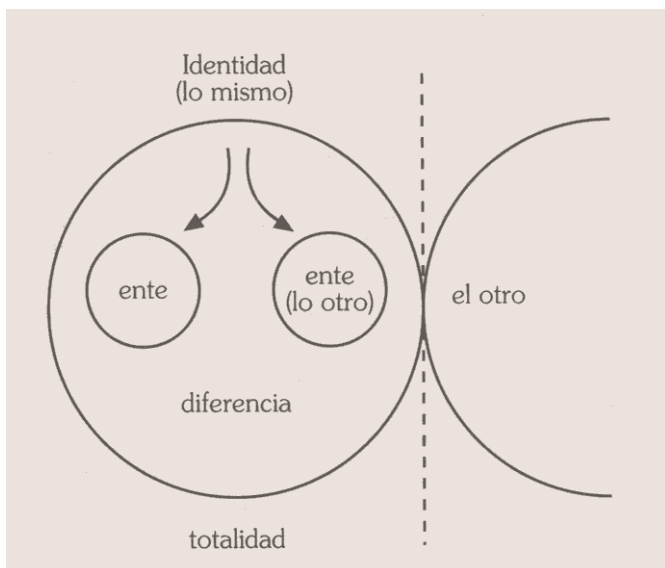 Identidad
(lo mismo)
ente
ente
(lo otro)
el otro
diferencia
totalidad